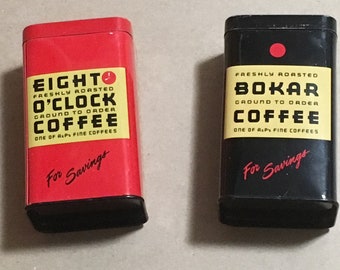 EIGHT
FRESHLY ROASTED
O'CLOCK
GROUND TO ORDER
COFFEE
ONE OF A&P's FINE COFFEES
For Savings
FRESHLY ROASTED
BOKAR
GROUND TO ORDER
COFFEE
ONE OF A&P's FINE COFFEES
For Savings